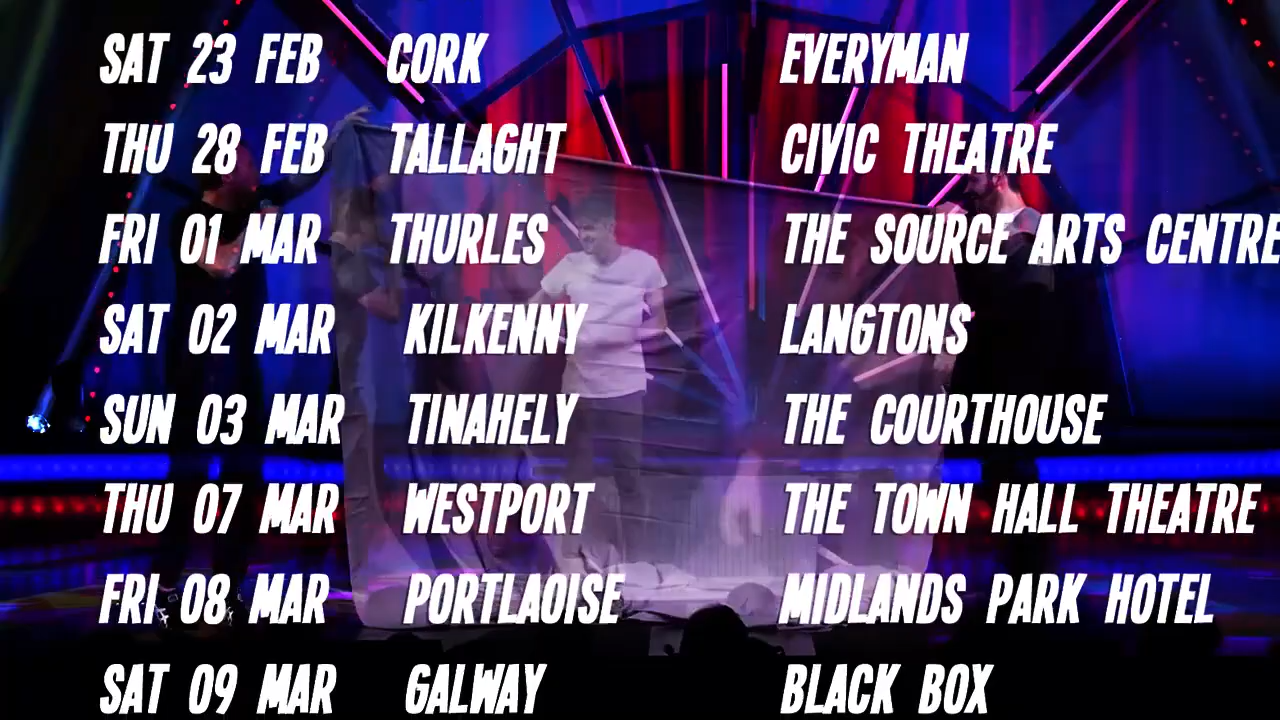 SAT 23 FEB CORK EVERYMAN
THU 28 FEB TALLAGHT CIVIC THEATRE
FRI 01 MAR THURLES THE SOURCE ARTS CENTRE
SAT 02 MAR KILKENNY LANGTONS
SUN 03 MAR TINAHELY THE COURTHOUSE
THU 07 MAR WESTPORT THE TOWN HALL THEATRE
FRI 08 MAR PORTLAOISE MIDLANDS PARK HOTEL
SAT 09 MAR GALWAY BLACK BOX